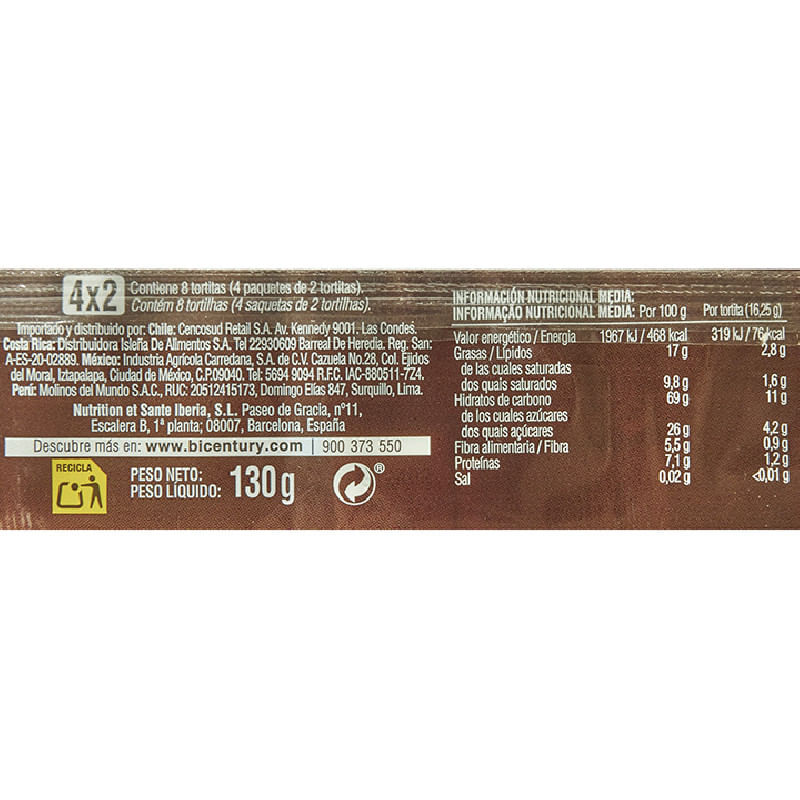 4x2
Contiene 8 tortitas (4 paquetes de 2 tortitas).
Contém 8 tortilhas (4 saquetas de 2 tortilhas).
Importado y distribuido por: Chile: Cencosud Retail S.A. Av. Kennedy 9001. Las Condes.
Costa Rica: Distribuidora Isleña De Alimentos S.A. Tel 22930609 Barreal De Heredia. Reg. San:
A-ES-20-02889. México: Industria Agrícola Carredana, S.A. de C.V. Cazuela No.28, Col. Ejidos
del Moral, Iztapalapa, Ciudad de México, C.P.09040. Tel: 5694 9094 R.F.C. IAC-880511-724.
Perú: Molinos del Mundo S.A.C., RUC: 20512415173, Domingo Elías 847, Surquillo, Lima.
Nutrition et Sante Iberia, S.L. Paseo de Gracia, nº11,
Escalera B, 1ª planta; 08007, Barcelona, España
Descubre más en: www.bicentury.com | 900 373 550
RECICLA
PESO NETO:
PESO LÍQUIDO: 130 g
®
INFORMACIÓN NUTRICIONAL MEDIA:
INFORMAÇÃO NUTRICIONAL MÉDIA: Por 100 g Por tortita (16,25 g)
Valor energético / Energia 1967 kJ / 468 kcal 319 kJ / 76 kcal
Grasas / Lípidos 17 g 2,8 g
de las cuales saturadas
dos quais saturados 9,8 g 1,6 g
Hidratos de carbono 69 g 11 g
de los cuales azúcares
dos quais açúcares 26 g 4,2 g
Fibra alimentaria / Fibra 5,5 g 0,9 g
Proteínas 7,1 g 1,2 g
Sal 0,02 g <0,01 g